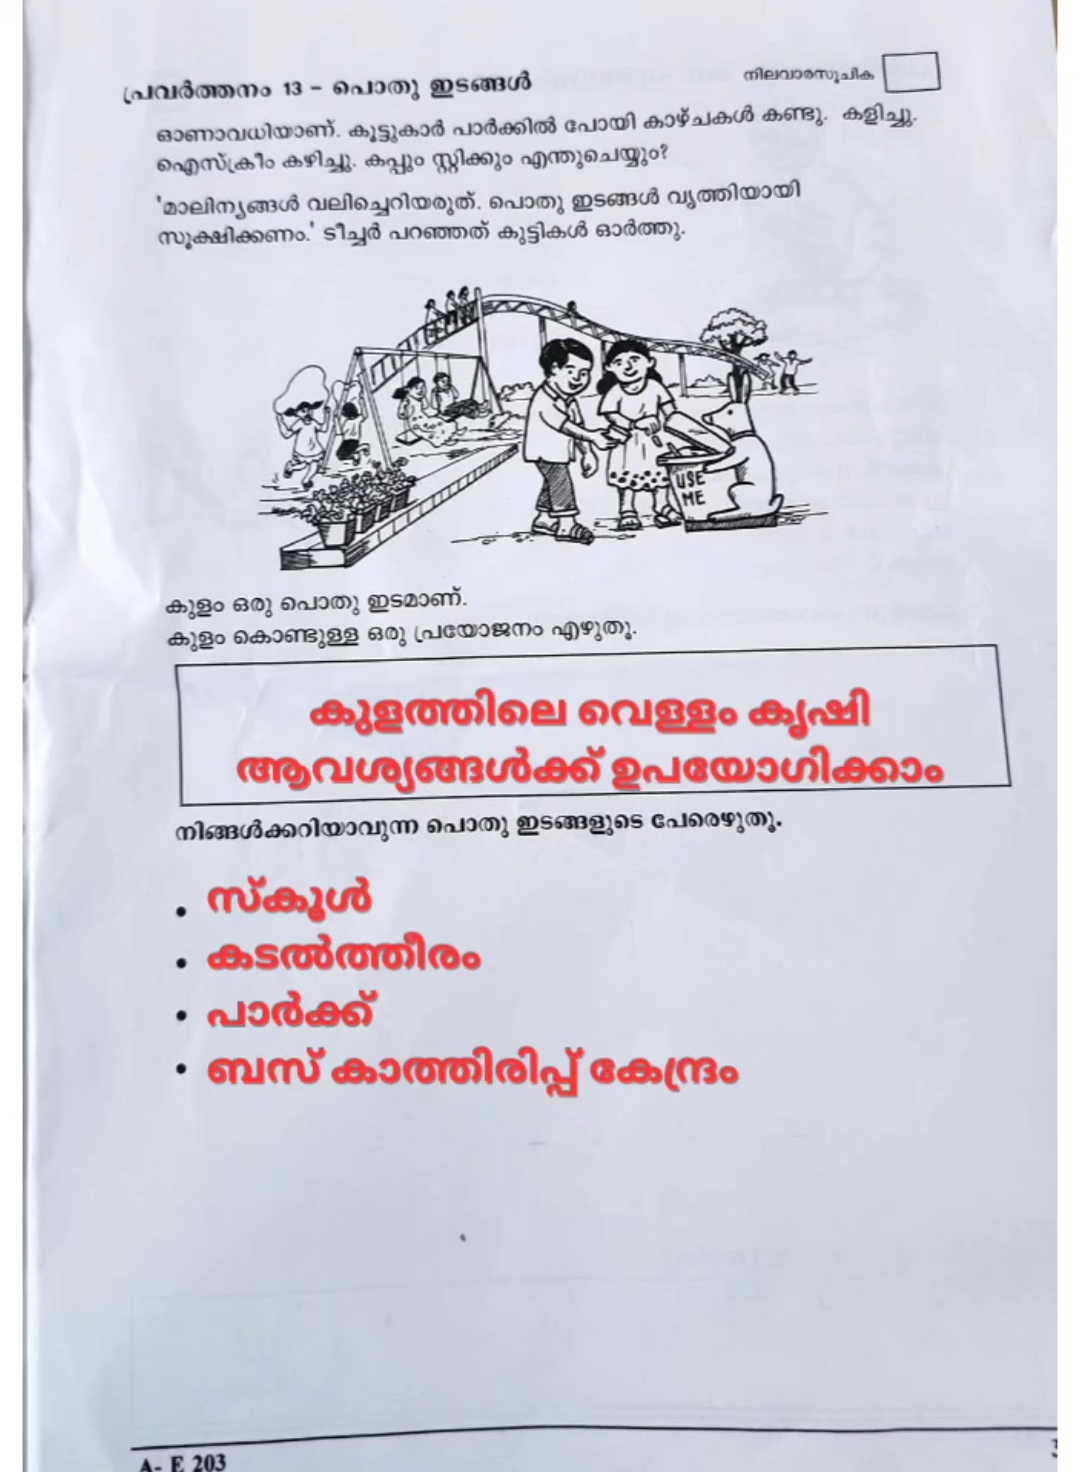 പ്രവർത്തനം 13 – പൊതു ഇടങ്ങൾ
നിലവാരസൂചിക
ഓണാവധിയാണ്. കൂട്ടുകാർ പാർക്കിൽ പോയി കാഴ്ചകൾ കണ്ടു. കളിച്ചു.
ഐസ്ക്രീം കഴിച്ചു. കപ്പും സ്റ്റിക്കും എന്തുചെയ്യും?
'മാലിന്യങ്ങൾ വലിച്ചെറിയരുത്. പൊതു ഇടങ്ങൾ വൃത്തിയായി
സൂക്ഷിക്കണം.' ടീച്ചർ പറഞ്ഞത് കുട്ടികൾ ഓർത്തു.
USE
ME
കുളം ഒരു പൊതു ഇടമാണ്.
കുളം കൊണ്ടുള്ള ഒരു പ്രയോജനം എഴുതൂ.
കുളത്തിലെ വെള്ളം കൃഷി
ആവശ്യങ്ങൾക്ക് ഉപയോഗിക്കാം
നിങ്ങൾക്കറിയാവുന്ന പൊതു ഇടങ്ങളുടെ പേരെഴുതൂ.
• സ്കൂൾ
• കടൽത്തീരം
• പാർക്ക്
• ബസ് കാത്തിരിപ്പ് കേന്ദ്രം
A- E 203